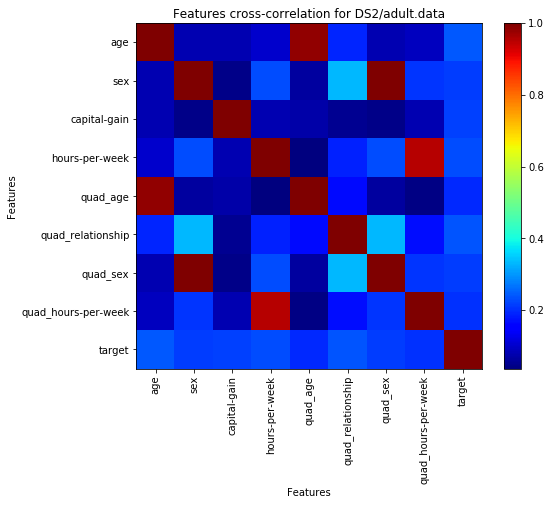 Features cross-correlation for DS2/adult.data
Features
age
sex
capital-gain
hours-per-week
quad_age
quad_relationship
quad_sex
quad_hours-per-week
target
age
sex
capital-gain
hours-per-week
quad_age
quad_relationship
quad_sex
quad_hours-per-week
target
Features
1.0
0.8
0.6
0.4
0.2